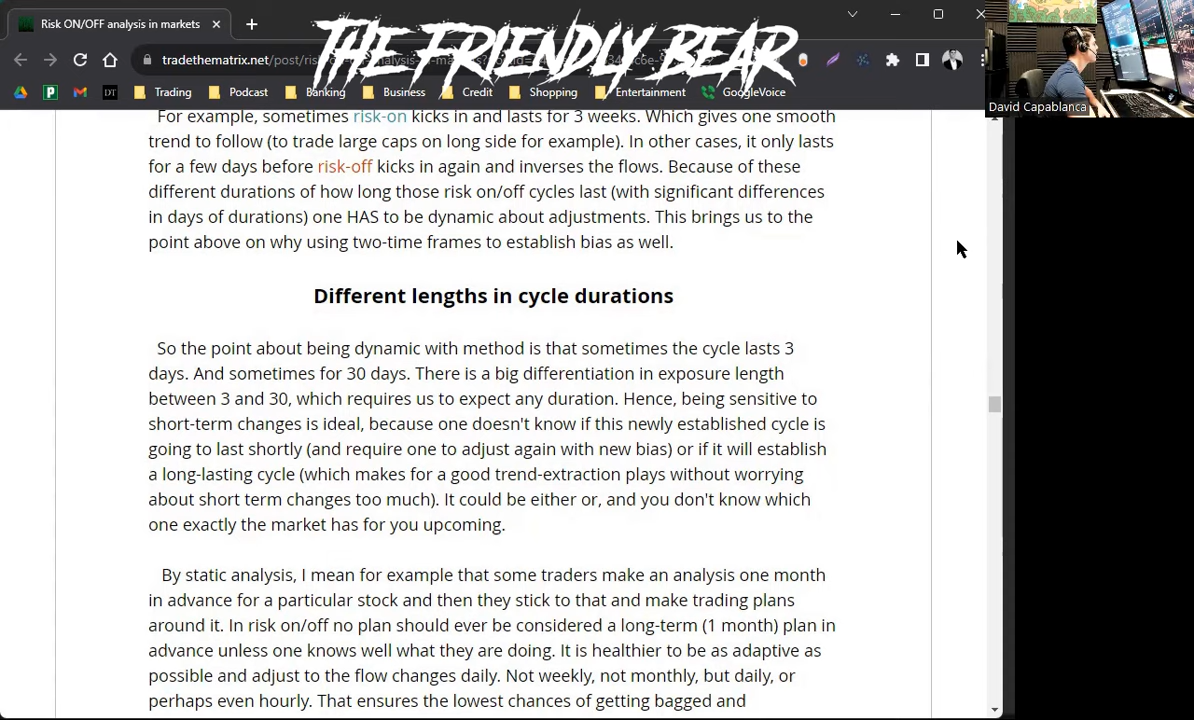 Risk ON/OFF analysis in markets
THE FRIENDLY BEAR
tradethematrix.net/post/
Trading
Podcast
Banking
Business
Credit
Shopping
Entertainment
GoogleVoice
David Capablanca
For example, sometimes risk-on kicks in and lasts for 3 weeks. Which gives one smooth
trend to follow (to trade large caps on long side for example). In other cases, it only lasts
for a few days before risk-off kicks in again and inverses the flows. Because of these
different durations of how long those risk on/off cycles last (with significant differences
in days of durations) one HAS to be dynamic about adjustments. This brings us to the
point above on why using two-time frames to establish bias as well.
Different lengths in cycle durations
So the point about being dynamic with method is that sometimes the cycle lasts 3
days. And sometimes for 30 days. There is a big differentiation in exposure length
between 3 and 30, which requires us to expect any duration. Hence, being sensitive to
short-term changes is ideal, because one doesn't know if this newly established cycle is
going to last shortly (and require one to adjust again with new bias) or if it will establish
a long-lasting cycle (which makes for a good trend-extraction plays without worrying
about short term changes too much). It could be either or, and you don't know which
one exactly the market has for you upcoming.
By static analysis, I mean for example that some traders make an analysis one month
in advance for a particular stock and then they stick to that and make trading plans
around it. In risk on/off no plan should ever be considered a long-term (1 month) plan in
advance unless one knows well what they are doing. It is healthier to be as adaptive as
possible and adjust to the flow changes daily. Not weekly, not monthly, but daily, or
perhaps even hourly. That ensures the lowest chances of getting bagged and